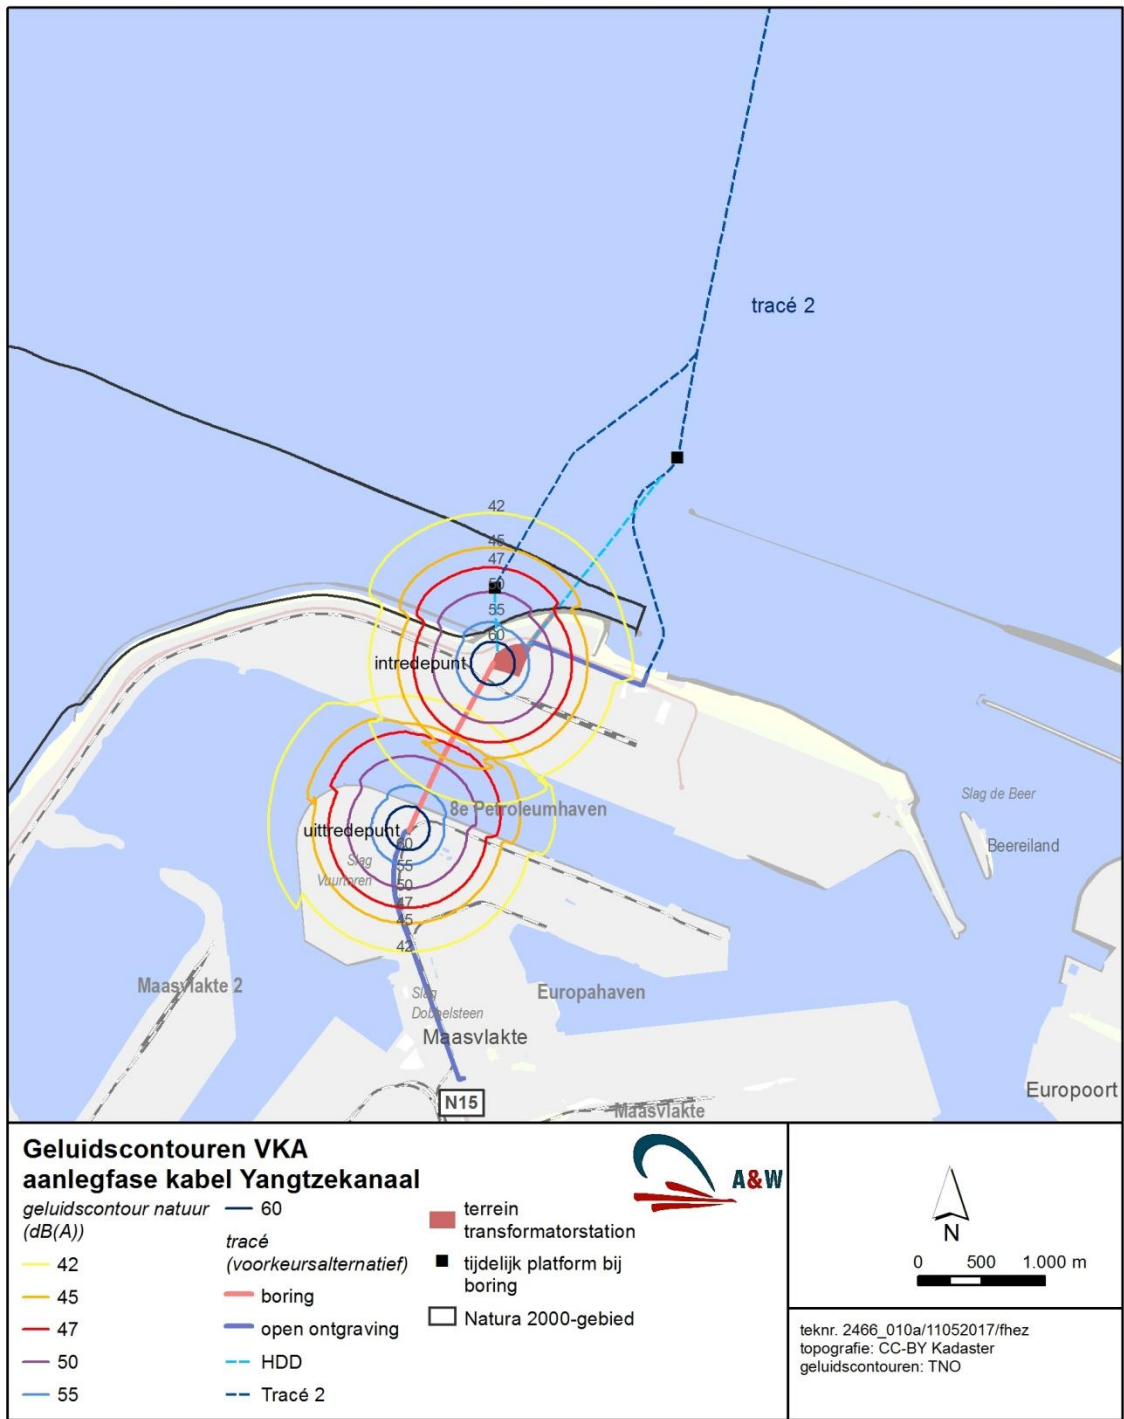 tracé 2
42
45
47
50
55
60
intredepunt
8e Petroleumhaven
uittredepunt
60
Slag
Vuurtoren
55
50
47
45
42
Slag de Beer
Beereiland
Maasvlakte 2
Slag
Dobbelsteen
Europahaven
Maasvlakte
N15
Maasvlakte
Europoort
Geluidscontouren VKA
aanlegfase kabel Yangtzekanaal
geluidscontour natuur
(dB(A))
42
45
47
50
55
60
tracé
(voorkeursalternatief)
boring
open ontgraving
HDD
Tracé 2
terrein
transformatorstation
tijdelijk platform bij
boring
Natura 2000-gebied
A&W
N
0 500 1.000 m
teknr. 2466_010a/11052017/fhez
topografie: CC-BY Kadaster
geluidscontouren: TNO